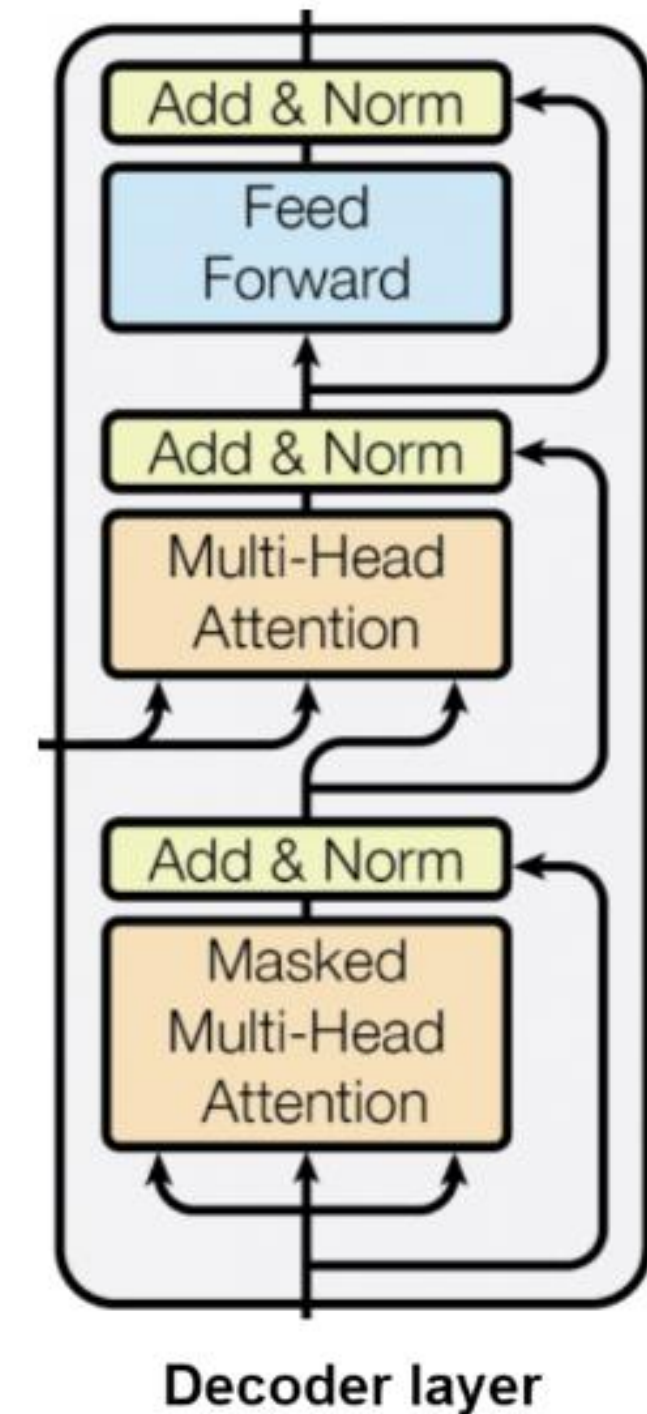 Add & Norm
Feed
Forward
Add & Norm
Multi-Head
Attention
Add & Norm
Masked
Multi-Head
Attention
Decoder layer